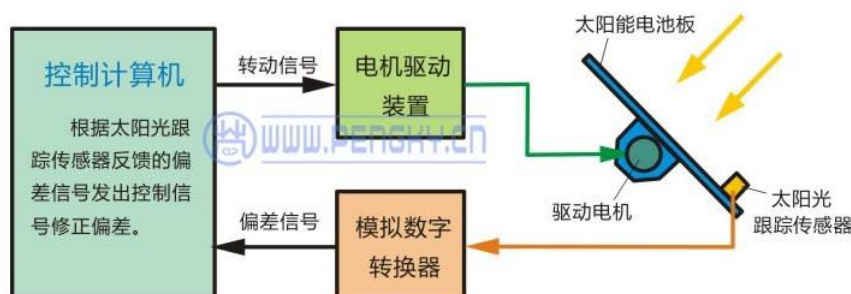 控制计算机
根据太阳光跟
踪传感器反馈的偏
差信号发出控制信
号修正偏差。
转动信号
电机驱动
装置
太阳能电池板
WWW.PENGKY.CN
驱动电机
太阳光
跟踪传感器
偏差信号
模拟数字
转换器